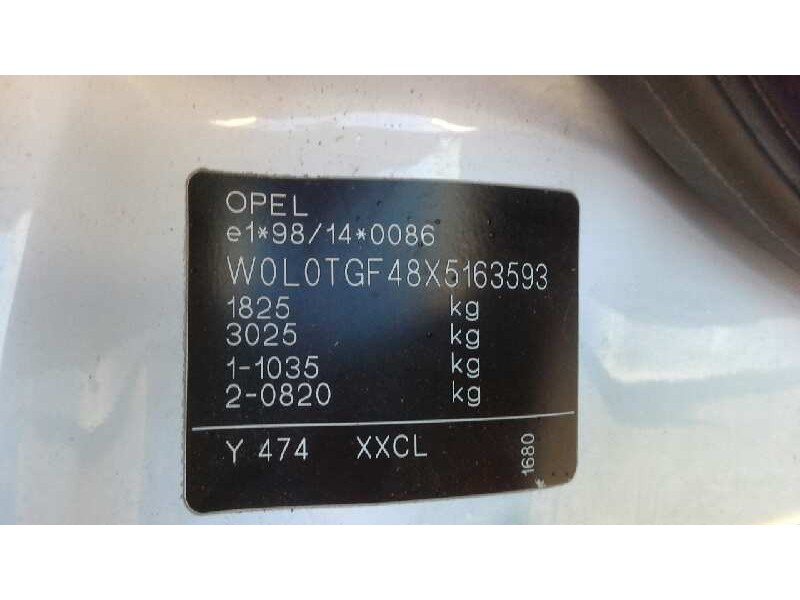 OPEL
e1*98/14*0086
W0L0TGF48X5163593
1825 kg
3025 kg
1-1035 kg
2-0820 kg
Y 474 XXCL
1680